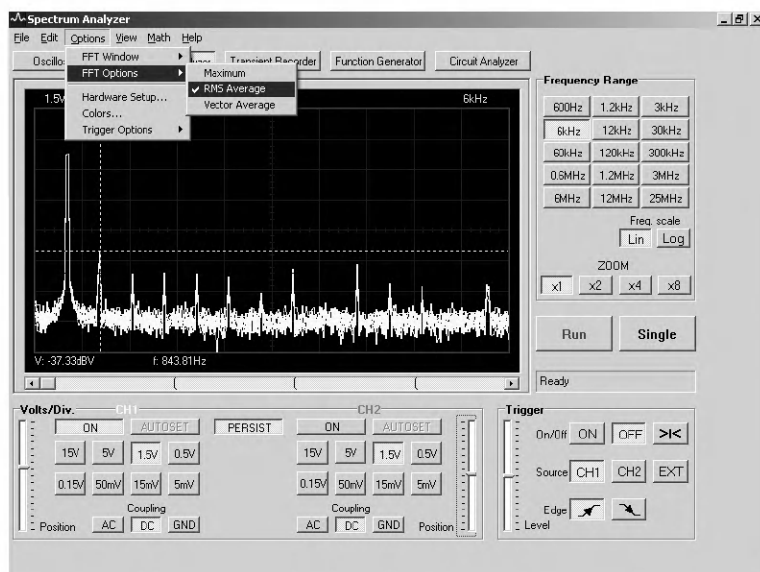 Spectrum Analyzer
File Edit Options View Math Help
Transient Recorder Function Generator Circuit Analyzer
FFT Window
FFT Options
Hardware Setup...
Colors...
Trigger Options
Maximum
RMS Average
Vector Average
6kHz
V: -37.33dBV f: 843.81Hz
Frequency Range
600Hz 1.2kHz 3kHz
6kHz 12kHz 30kHz
60kHz 120kHz 300kHz
0.6MHz 1.2MHz 3MHz
6MHz 12MHz 25MHz
Freq. scale
Lin Log
ZOOM
x1 x2 x4 x8
Run Single
Ready
Volts/Div. CH1
ON AUTOSET
15V 5V 1.5V 0.5V
0.15V 50mV 15mV 5mV
Coupling
Position AC DC GND
PERSIST
CH2
ON AUTOSET
15V 5V 1.5V 0.5V
0.15V 50mV 15mV 5mV
Coupling
AC DC GND Position
Trigger
On/Off ON OFF >|<
Source CH1 CH2 EXT
Edge
Level